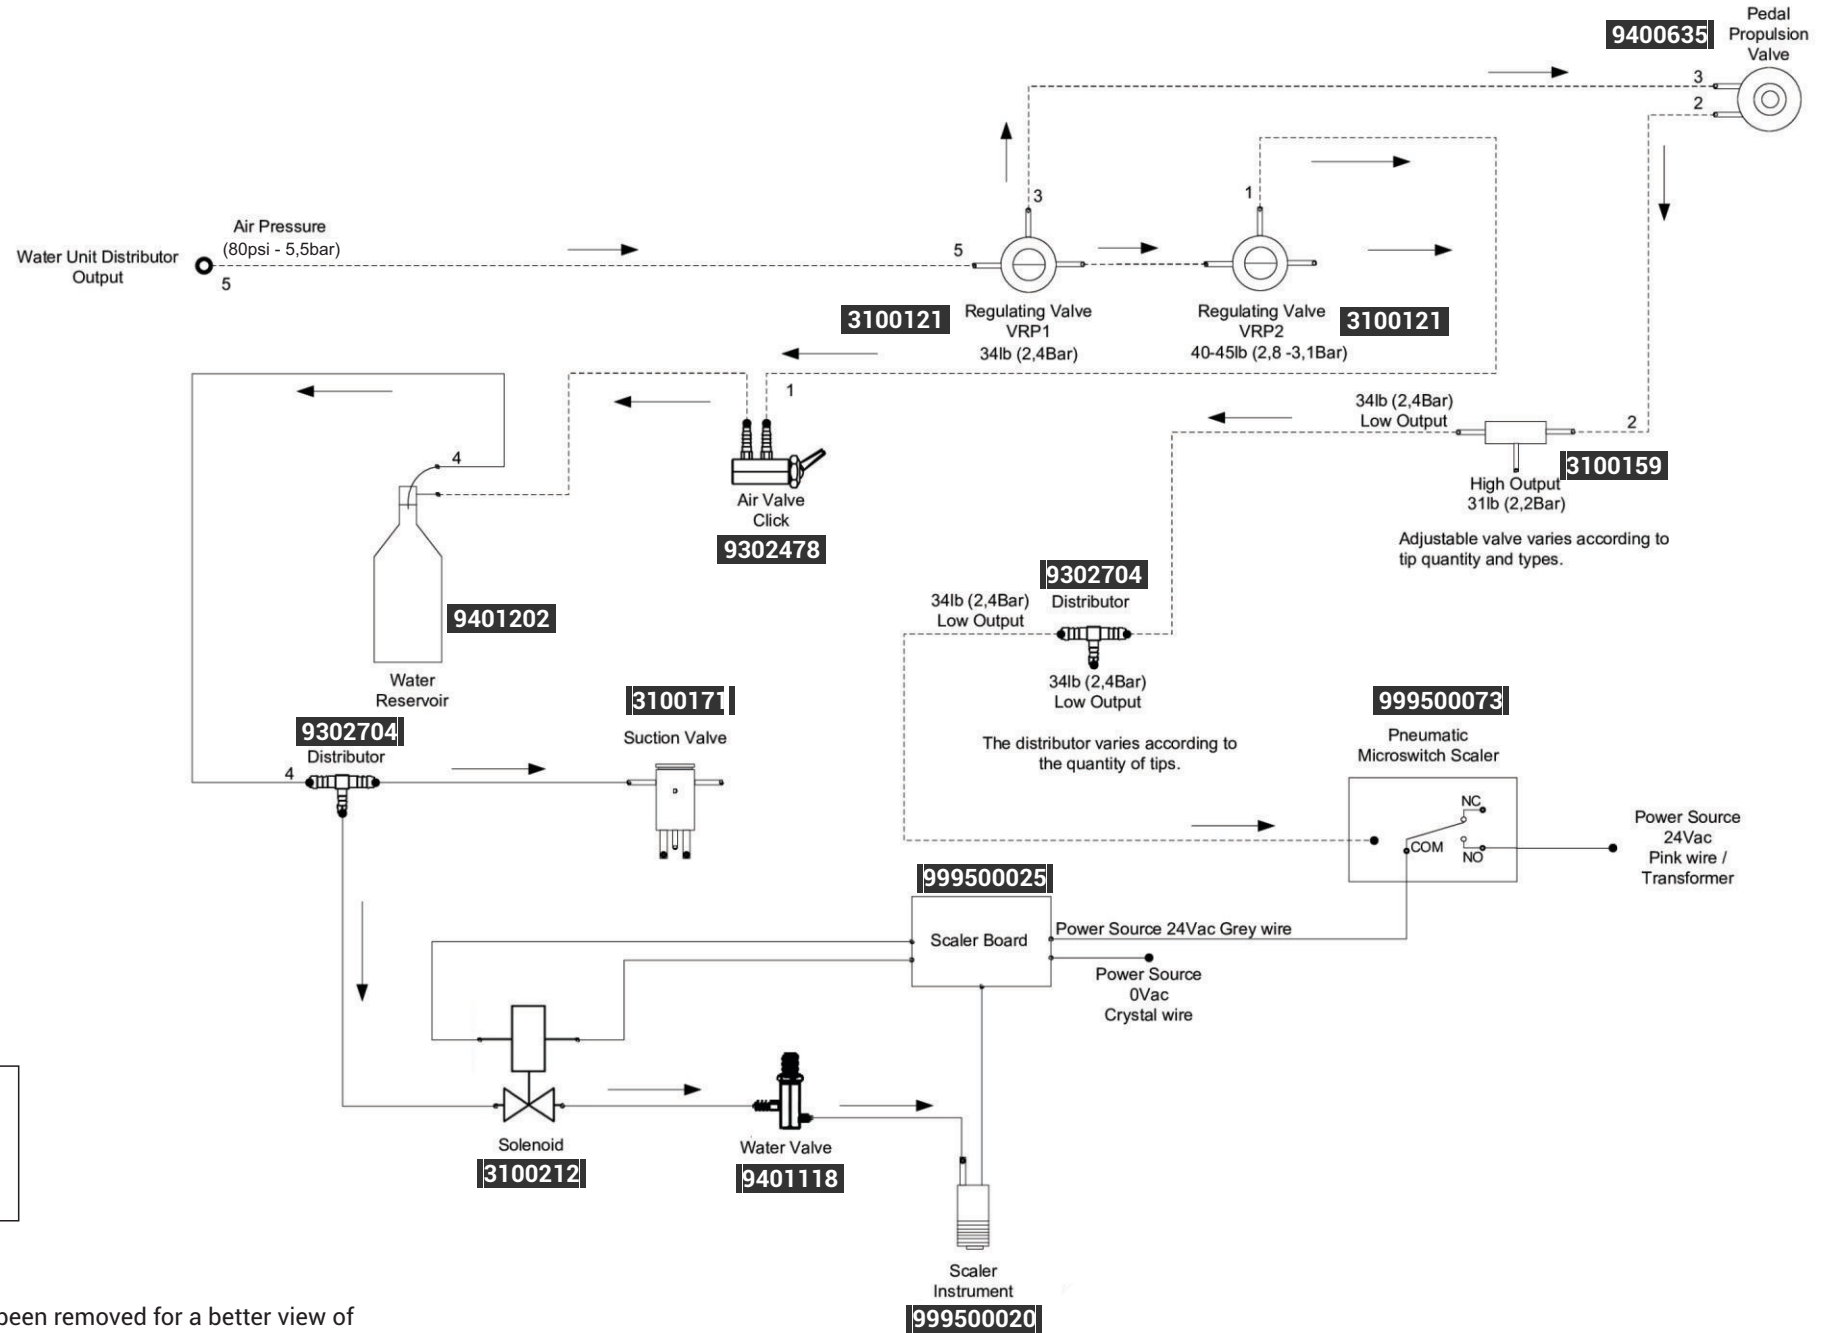 Pedal
Propulsion
Valve
9400635
3
2
3
1
Air Pressure
(80psi - 5,5bar)
Water Unit Distributor
Output
5
5
3100121
Regulating Valve
VRP1
34lb (2,4Bar)
Regulating Valve
VRP2
40-45lb (2,8 -3,1Bar)
3100121
1
34lb (2,4Bar)
Low Output
2
3100159
High Output
31lb (2,2Bar)
Adjustable valve varies according to
tip quantity and types.
4
Air Valve
Click
9302478
9401202
Water
Reservoir
9302704
Distributor
34lb (2,4Bar)
Low Output
34lb (2,4Bar)
Low Output
The distributor varies according to
the quantity of tips.
3100171
Suction Valve
9302704
Distributor
4
999500073
Pneumatic
Microswitch Scaler
NC
COM
NO
Power Source
24Vac
Pink wire /
Transformer
999500025
Scaler Board
Power Source 24Vac Grey wire
Power Source
0Vac
Crystal wire
Solenoid
3100212
Water Valve
9401118
Scaler
Instrument
999500020
been removed for a better view of